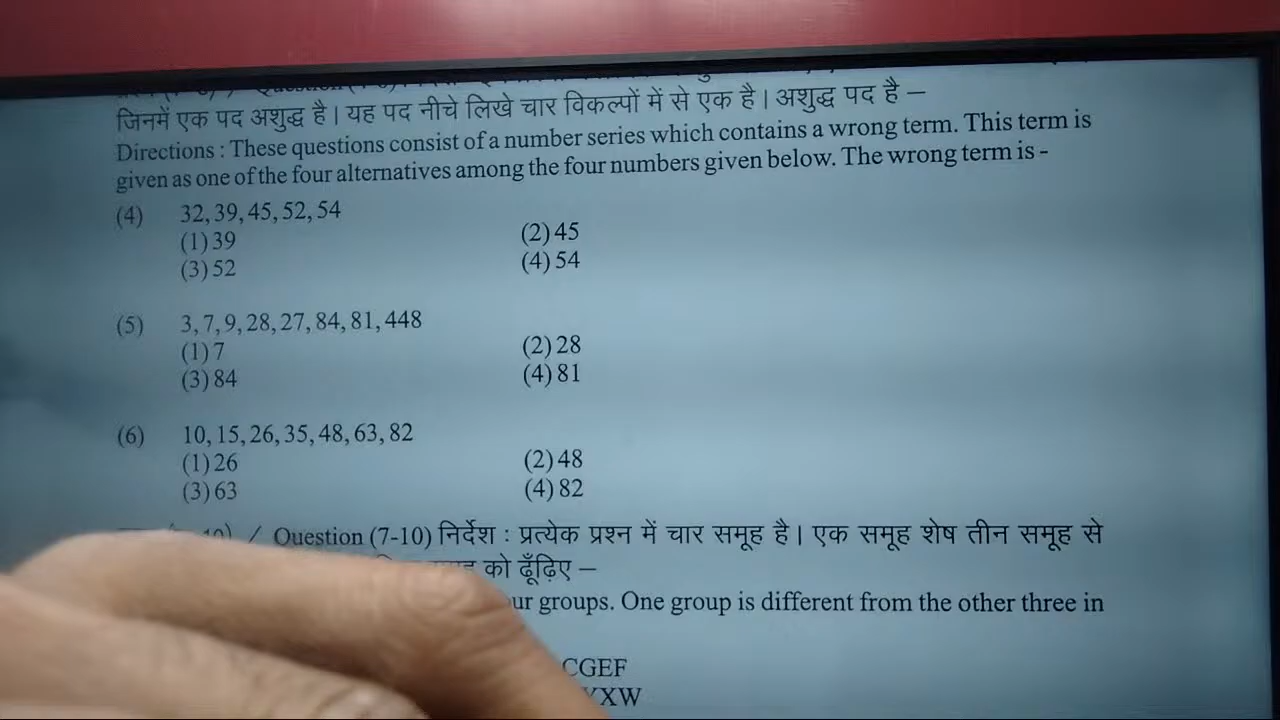 जिनमें एक पद अशुद्ध है। यह पद नीचे लिखे चार विकल्पों में से एक है। अशुद्ध पद है –
Directions : These questions consist of a number series which contains a wrong term. This term is
given as one of the four alternatives among the four numbers given below. The wrong term is -
(4) 32, 39, 45, 52, 54
(1) 39 (2) 45
(3) 52 (4) 54
(5) 3, 7, 9, 28, 27, 84, 81, 448
(1) 7 (2) 28
(3) 84 (4) 81
(6) 10, 15, 26, 35, 48, 63, 82
(1) 26 (2) 48
(3) 63 (4) 82
/ Question (7-10) निर्देश : प्रत्येक प्रश्न में चार समूह है। एक समूह शेष तीन समूह से
को ढूँढ़िए –
groups. One group is different from the other three in
CGEF
XW